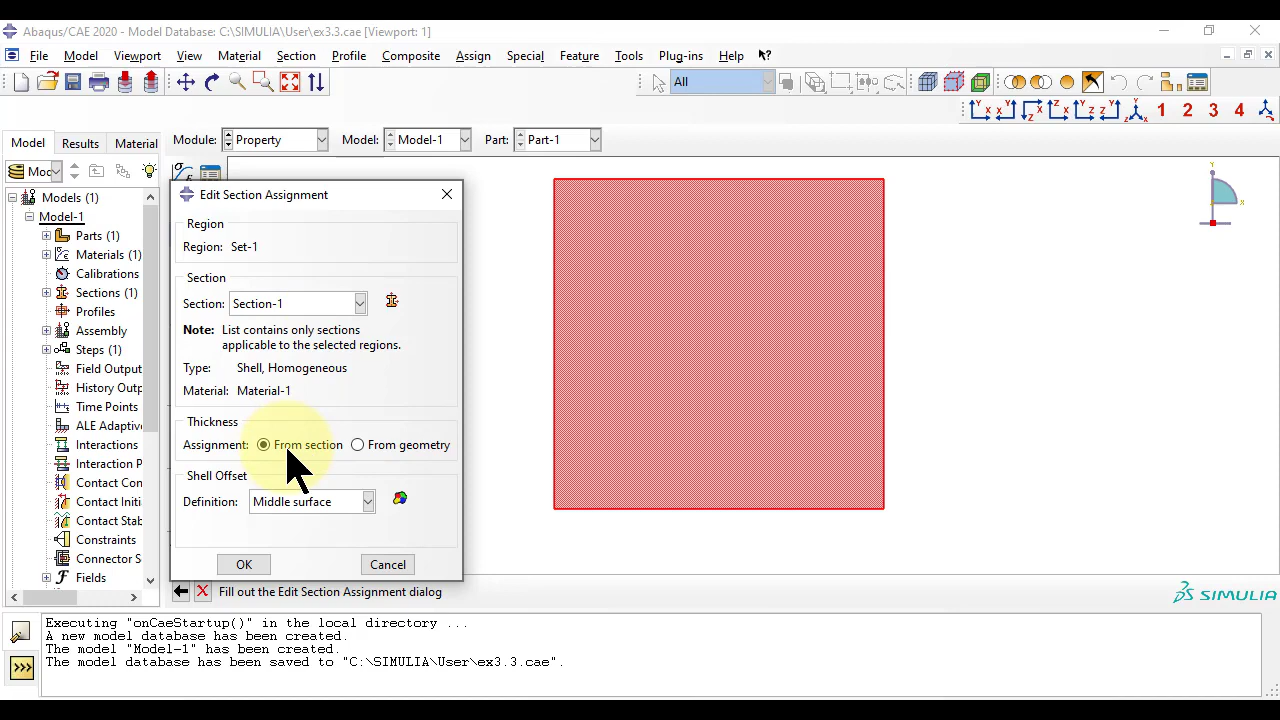 Abaqus/CAE 2020 - Model Database: C:\SIMULIA\User\ex3.3.cae [Viewport: 1]
File Model Viewport View Material Section Profile Composite Assign Special Feature Tools Plug-ins Help
All
1 2 3 4
Model Results Material
Module: Property Model: Model-1 Part: Part-1
Moc
Models (1)
Model-1
Parts (1)
Materials (1)
Calibrations
Sections (1)
Profiles
Assembly
Steps (1)
Field Output
History Outp
Time Points
ALE Adaptiv
Interactions
Interaction P
Contact Con
Contact Initi
Contact Stab
Constraints
Connector S
Fields
Edit Section Assignment
Region
Region: Set-1
Section
Section: Section-1
Note: List contains only sections
applicable to the selected regions.
Type: Shell, Homogeneous
Material: Material-1
Thickness
Assignment: From section From geometry
Shell Offset
Definition: Middle surface
OK Cancel
Y
X
Fill out the Edit Section Assignment dialog
SIMULIA
Executing "onCaeStartup()" in the local directory ...
A new model database has been created.
The model "Model-1" has been created.
The model database has been saved to "C:\SIMULIA\User\ex3.3.cae".
>>>